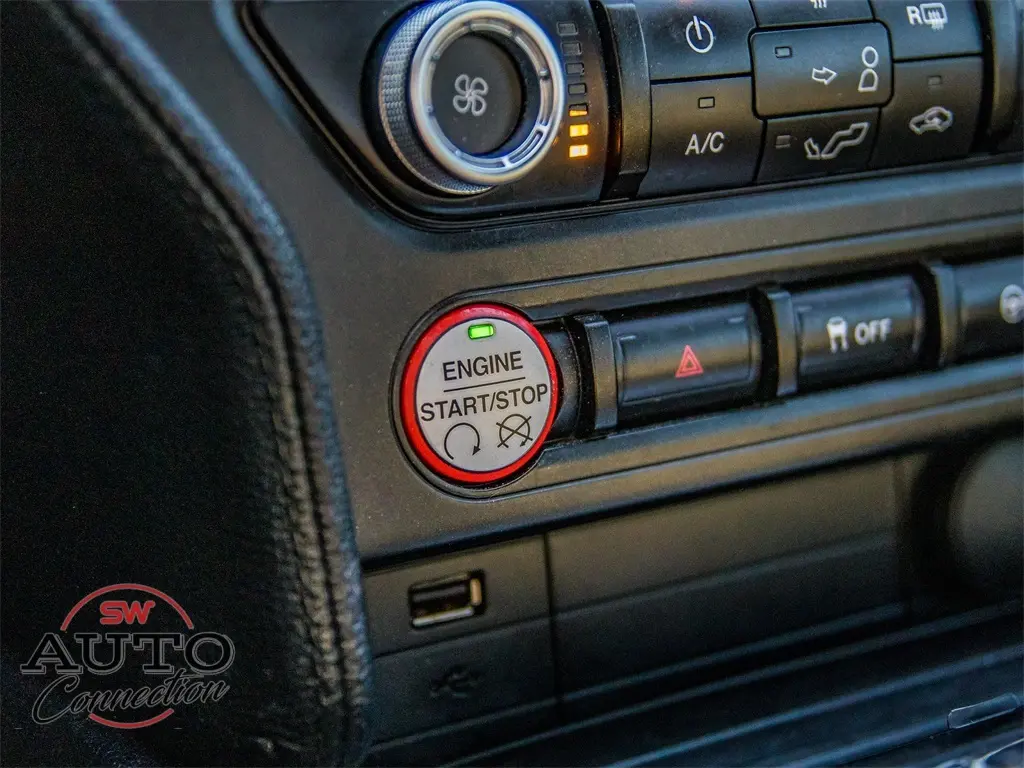 R
A/C
ENGINE
START/STOP
OFF
SW
AUTO
Connection